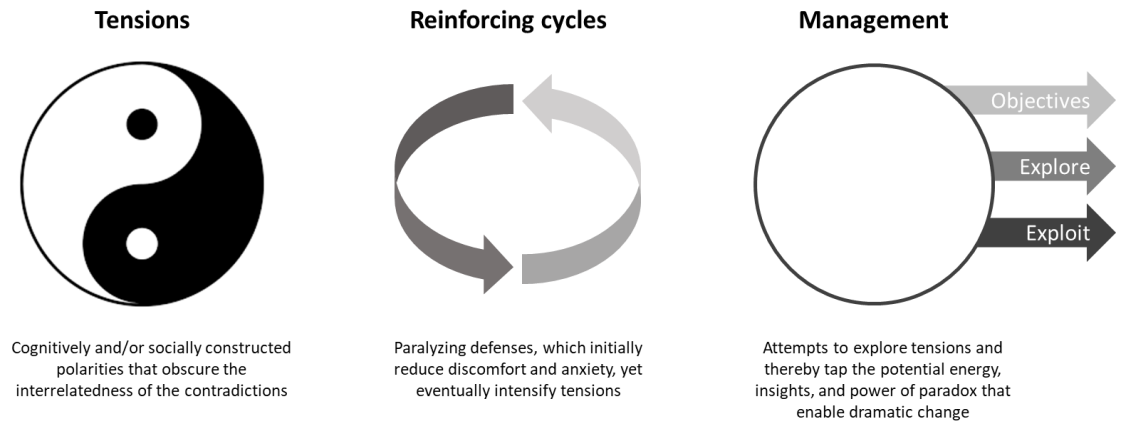 Tensions
Cognitively and/or socially constructed
polarities that obscure the
interrelatedness of the contradictions
Reinforcing cycles
Paralyzing defenses, which initially
reduce discomfort and anxiety, yet
eventually intensify tensions
Management
Objectives
Explore
Exploit
Attempts to explore tensions and
thereby tap the potential energy,
insights, and power of paradox that
enable dramatic change